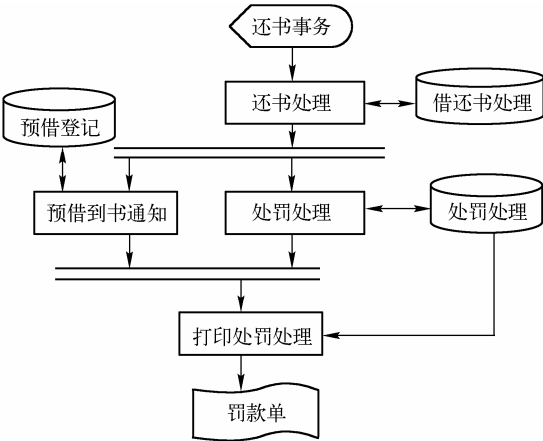 还书事务
还书处理
借还书处理
预借登记
预借到书通知
处罚处理
处罚处理
打印处罚处理
罚款单